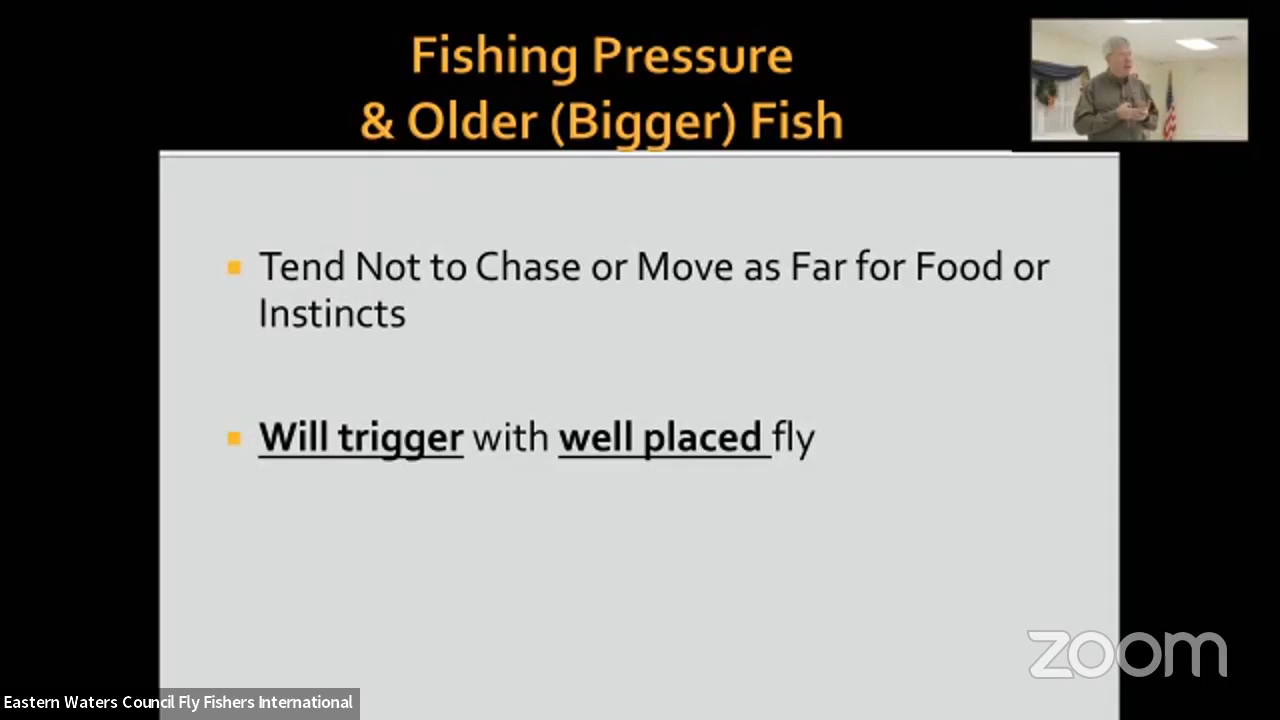 Fishing Pressure
& Older (Bigger) Fish
Tend Not to Chase or Move as Far for Food or
Instincts
Will trigger with well placed fly
zoom
Eastern Waters Council Fly Fishers International